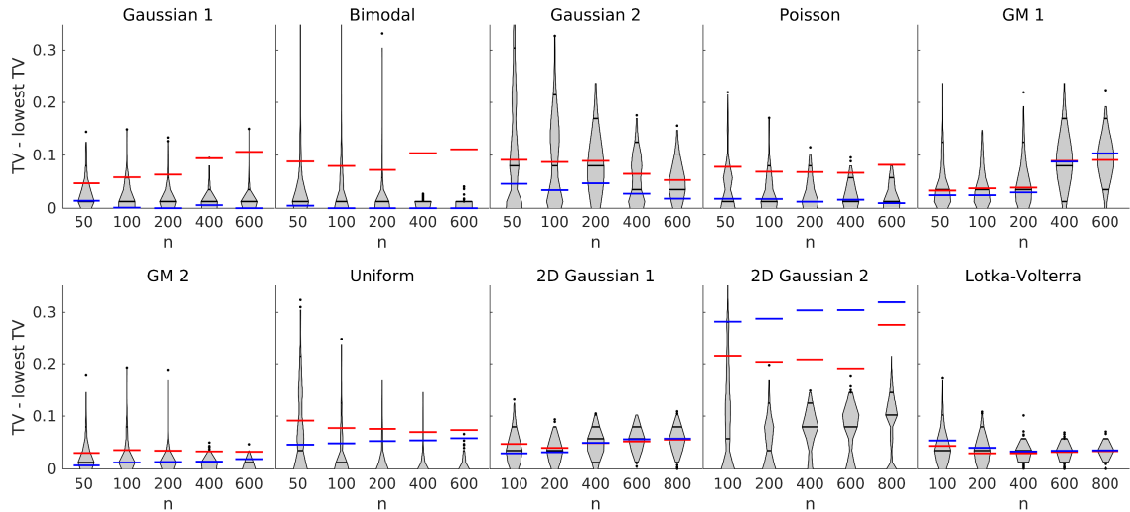 Gaussian 1 Bimodal Gaussian 2 Poisson GM 1
TV - lowest TV
0.3
0.2
0.1
0
50 100 200 400 600 50 100 200 400 600 50 100 200 400 600 50 100 200 400 600 50 100 200 400 600
n n n n n
GM 2 Uniform 2D Gaussian 1 2D Gaussian 2 Lotka-Volterra
TV - lowest TV
0.3
0.2
0.1
0
50 100 200 400 600 50 100 200 400 600 100 200 400 600 800 100 200 400 600 800 100 200 400 600 800
n n n n n